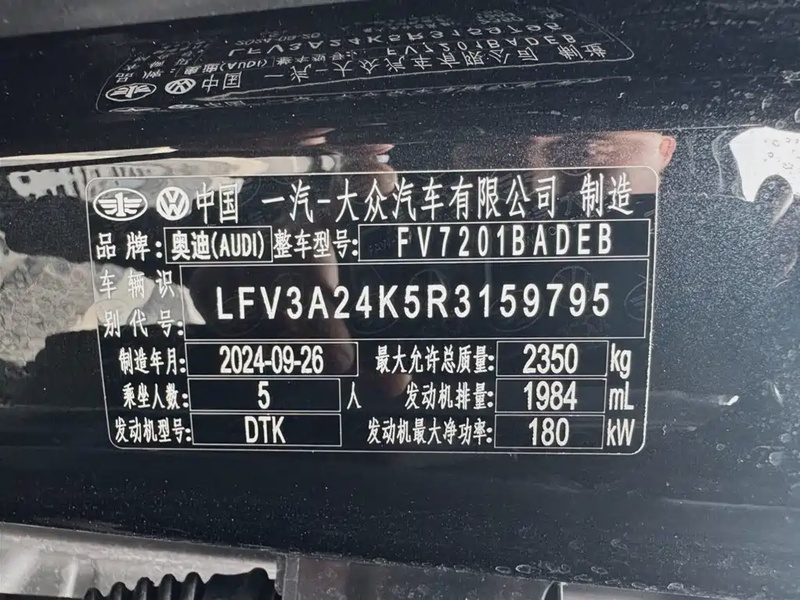 中国 一汽-大众汽车有限公司 制造
品牌: 奥迪(AUDI) 整车型号: FV7201BADEB
车辆识别代号: LFV3A24K5R3159795
制造年月: 2024-09-26 最大允许总质量: 2350 kg
乘坐人数: 5 人 发动机排量: 1984 mL
发动机型号: DTK 发动机最大净功率: 180 kW